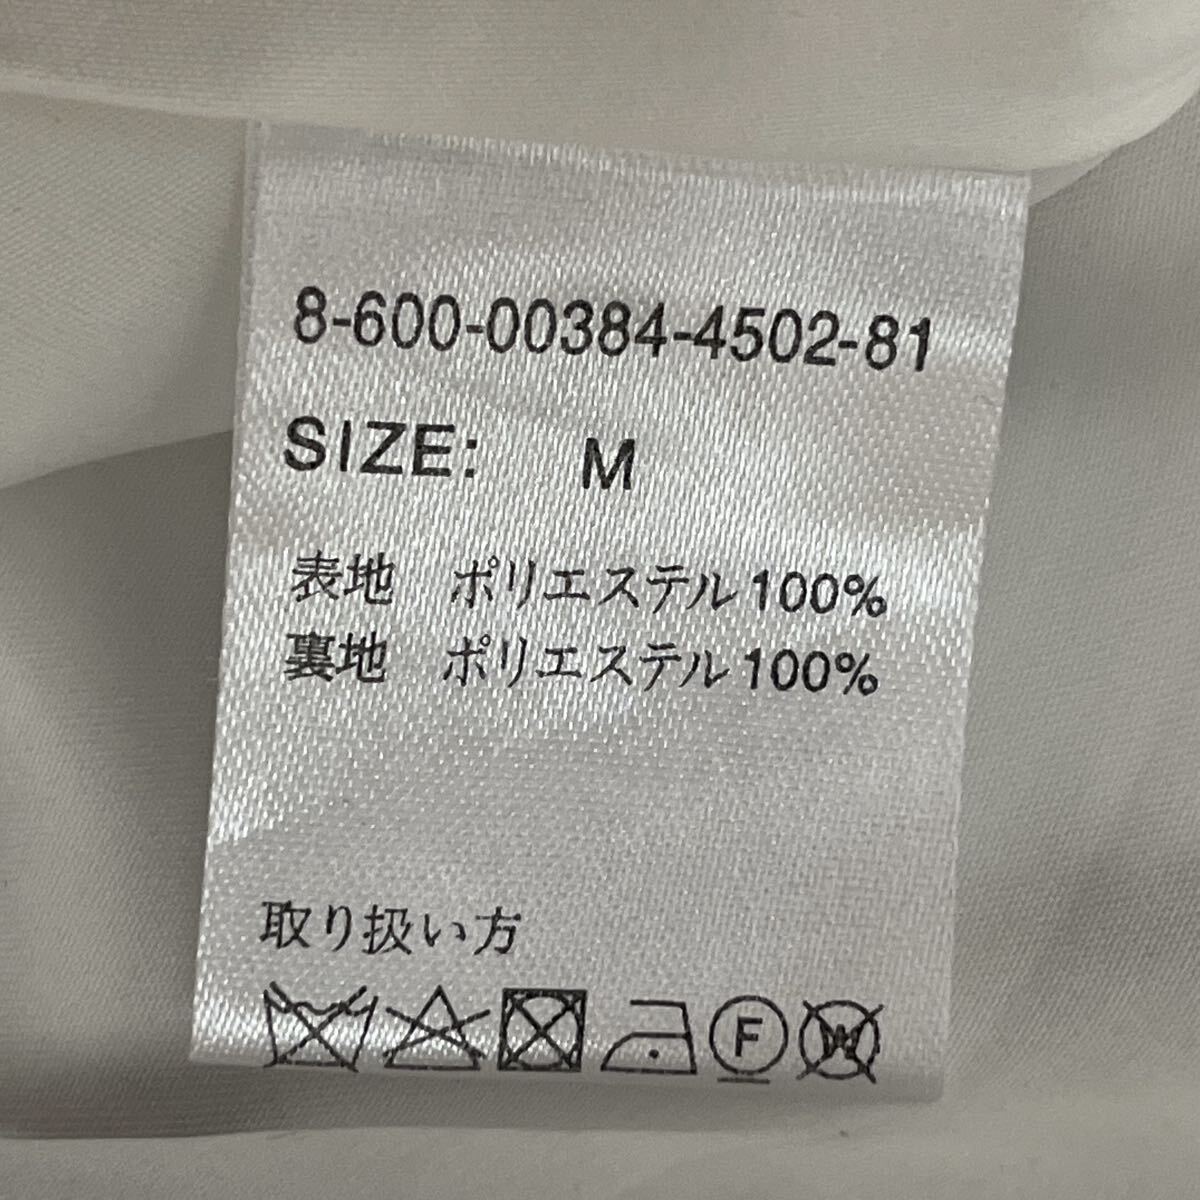 8-600-00384-4502-81
SIZE: M
表地 ポリエステル100%
裏地 ポリエステル100%
取り扱い方
F W